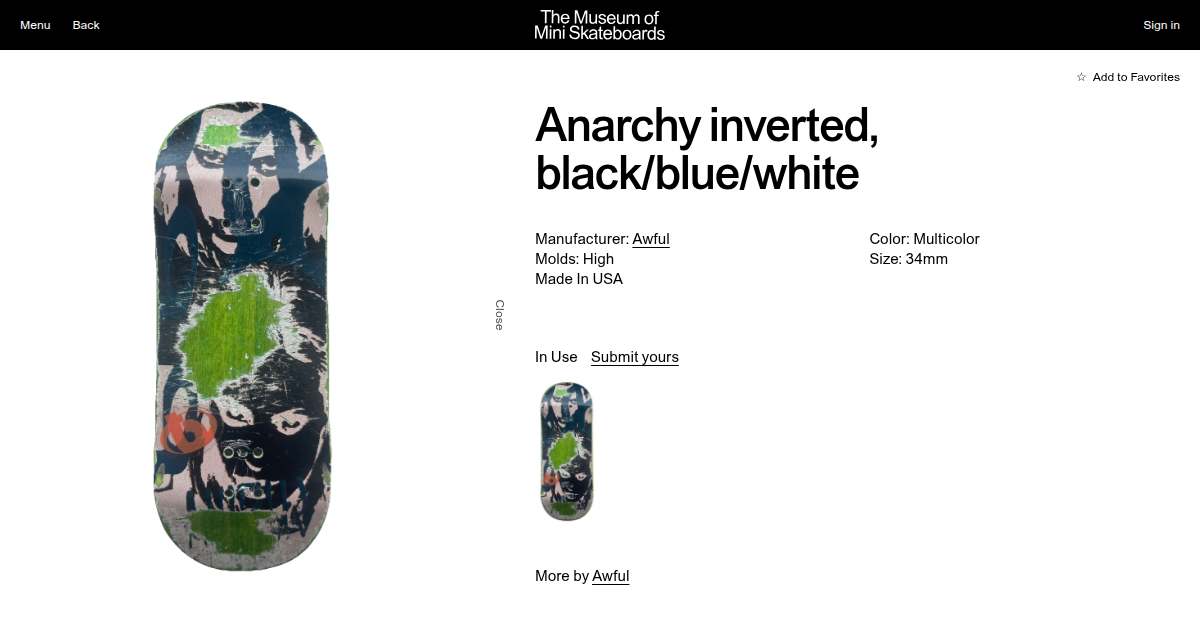 Menu
Back
The Museum of
Mini Skateboards
Sign in
☆ Add to Favorites
Anarchy inverted,
black/blue/white
Manufacturer: Awful
Molds: High
Made In USA
Color: Multicolor
Size: 34mm
Close
In Use
Submit yours
More by Awful